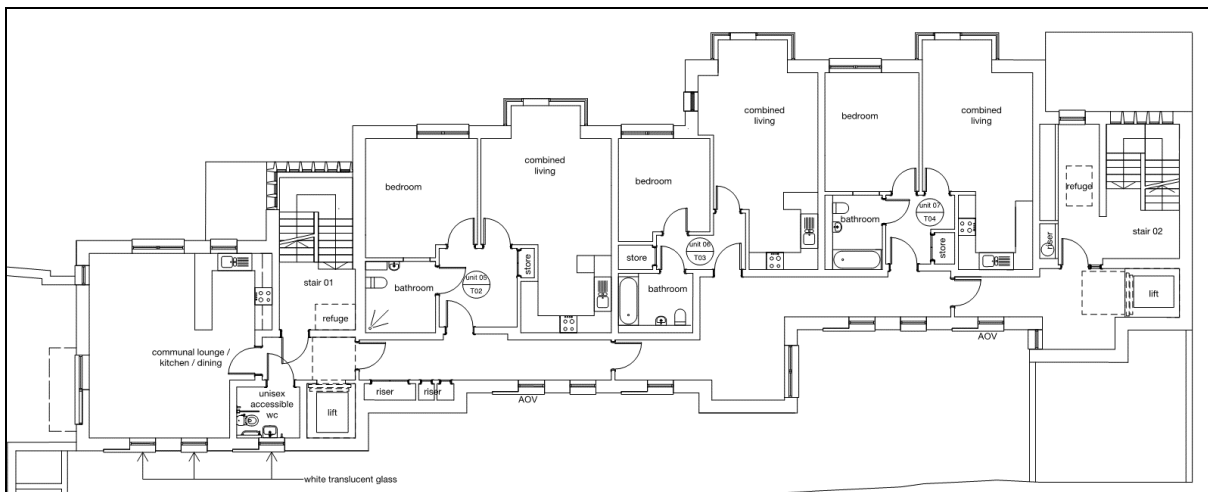 combined
living
bedroom
combined
living
combined
living
bedroom
bedroom
refuge
unit 07
T04
bathroom
store
riser
stair 02
unit 06
T03
store
bathroom
store
unit 05
T02
bathroom
stair 01
refuge
lift
communal lounge /
kitchen / dining
AOV
unisex
accessible
wc
lift
riser
riser
AOV
white translucent glass